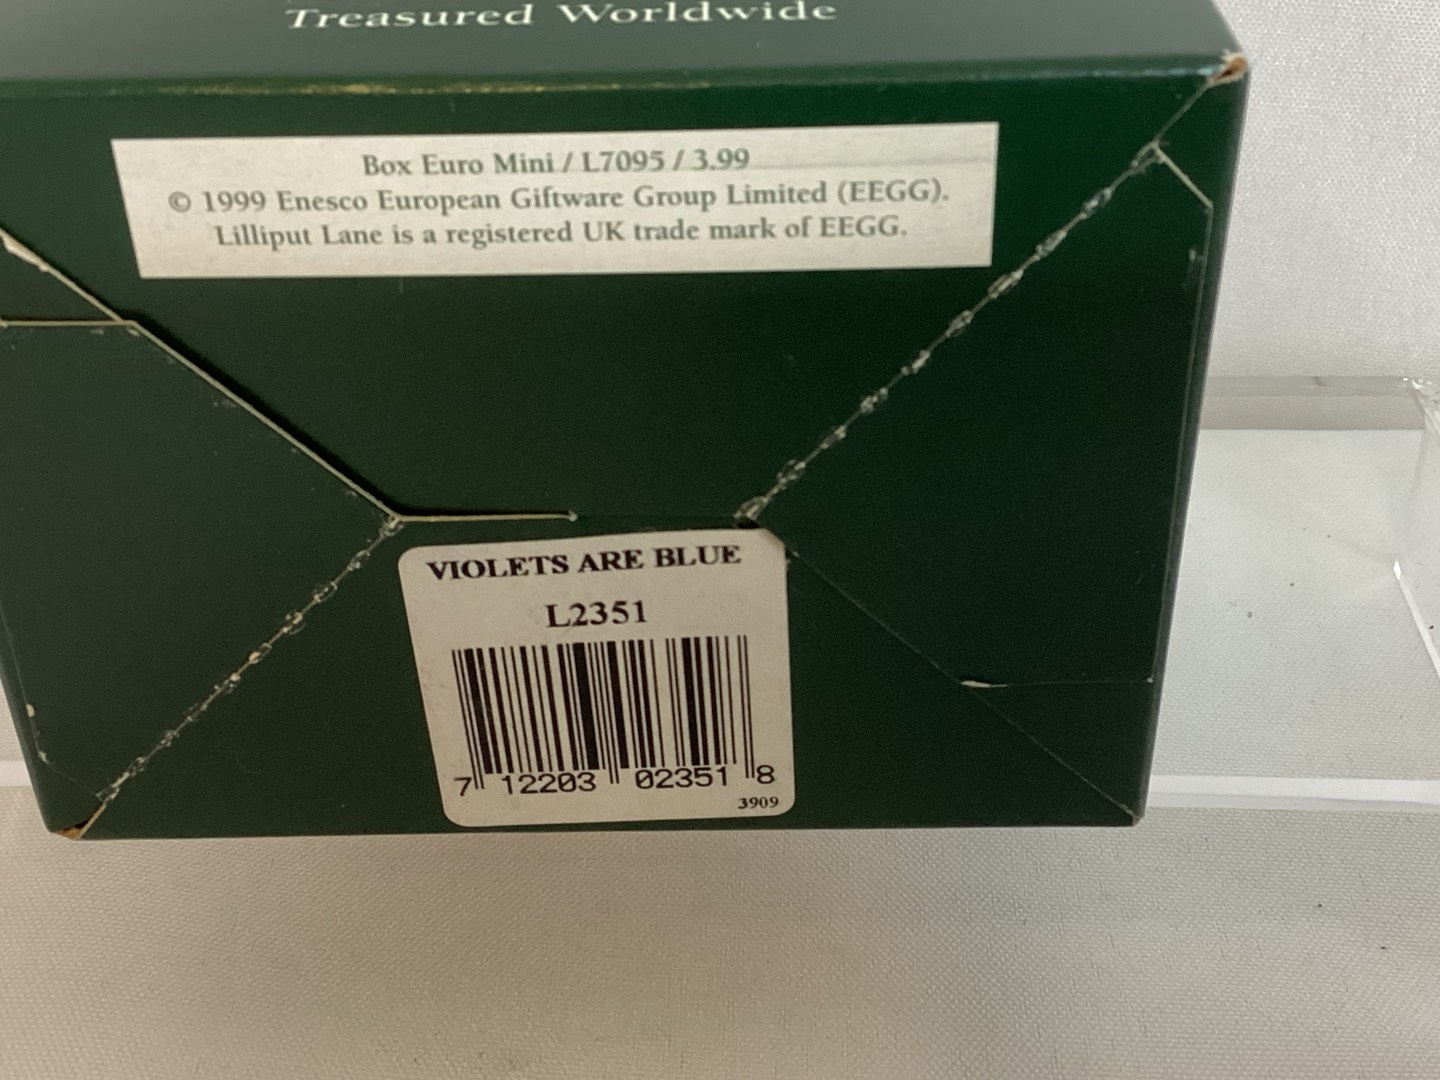 Treasured Worldwide
Box Euro Mini / L7095 / 3.99
© 1999 Enesco European Giftware Group Limited (EEGG).
Lilliput Lane is a registered UK trade mark of EEGG.
VIOLETS ARE BLUE
L2351
7 12203 02351 8
3909